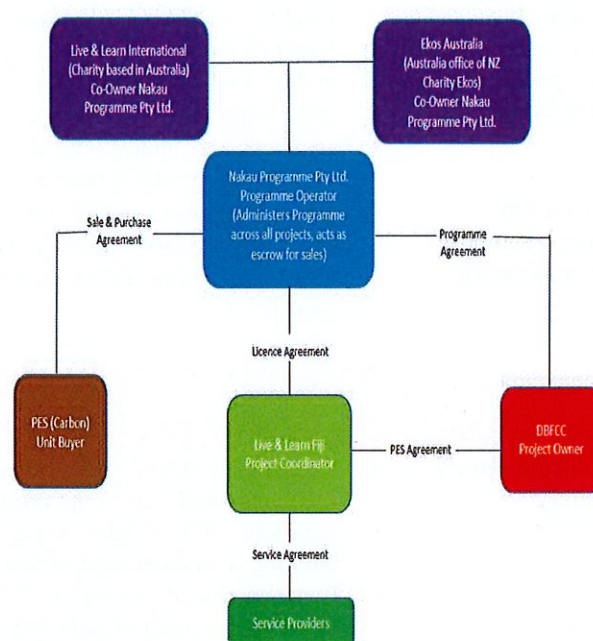 Live & Learn International
(Charity based in Australia)
Co-Owner Nakau
Programme Pty Ltd.
Ekos Australia
(Australia office of NZ
Charity Ekos)
Co-Owner Nakau
Programme Pty Ltd.
Nakau Programme Pty Ltd.
Programme Operator
(Administers Programme
across all projects, acts as
escrow for sales)
Sale & Purchase
Agreement
Programme
Agreement
Licence Agreement
PES (Carbon)
Unit Buyer
Live & Learn Fiji
Project Coordinator
PES Agreement
DBFCC
Project Owner
Service Agreement
Service Providers